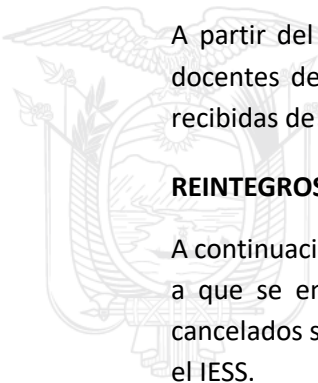 A partir del
docentes de
recibidas de
REINTEGROS
A continuaci
a que se en
cancelados s
el IESS.